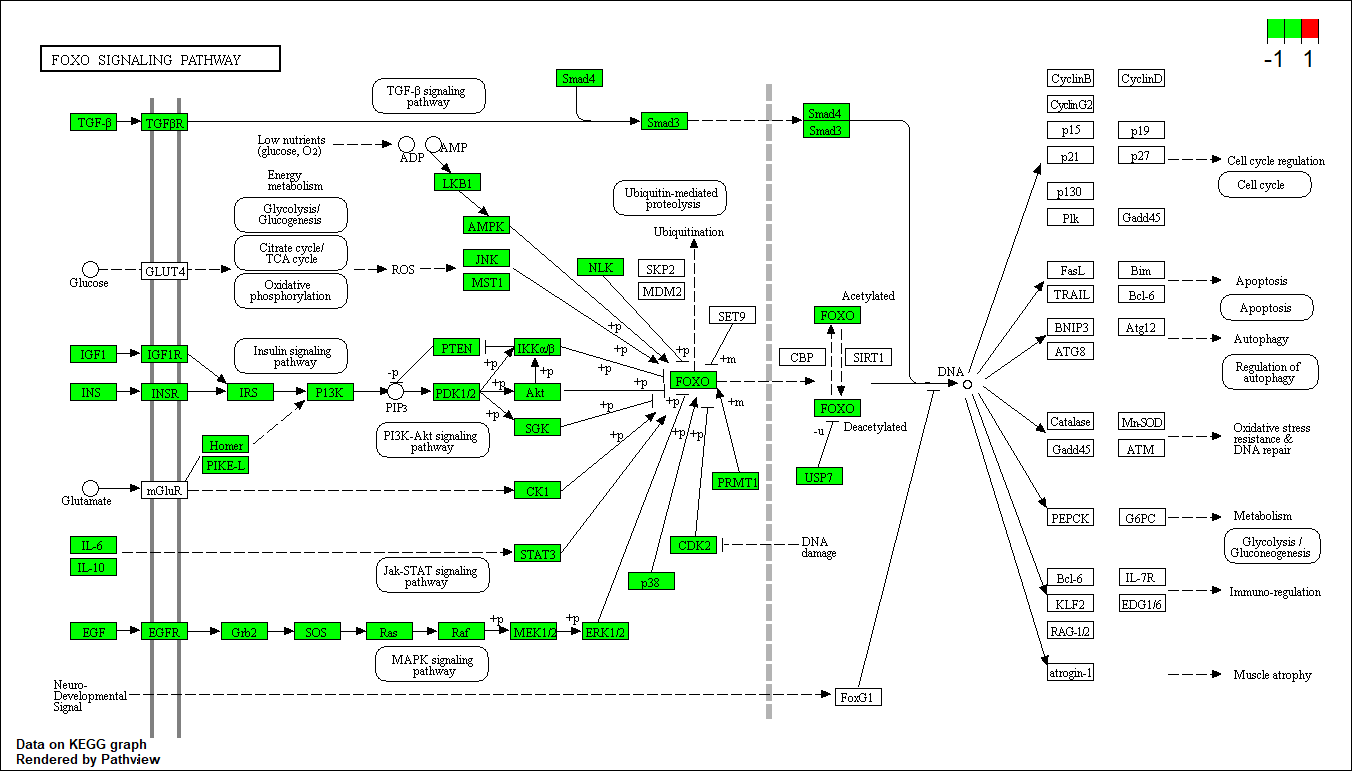 -1 1
FOXO SIGNALING PATHWAY
TGF-β signaling
pathway
Smad4
TGF-β
TGFβR
Smad3
Smad4
Smad3
Low nutrients
(glucose, O2)
ADP
AMP
LKB1
AMPK
JNK
MST1
Energy
metabolism
Glycolysis/
Glucogenesis
Citrate cycle/
TCA cycle
Oxidative
phosphorylation
ROS
Glucose
GLUT4
Ubiquitin-mediated
proteolysis
Ubiquitination
NLK
SKP2
MDM2
SET9
+p
+p
+p
+m
IGF1
IGF1R
INS
INSR
IRS
P13K
Insulin signaling
pathway
-p
PIP3
PTEN
IKKα/β
PDK1/2
Akt
SGK
+p
+p
+p
+p
+p
+p
+p
+p
PI3K-Akt signaling
pathway
FOXO
Homer
PIKE-L
Glutamate
mGluR
CK1
+p
+p
+p
+p
+m
PRMT1
IL-6
IL-10
STAT3
Jak-STAT signaling
pathway
CDK2
DNA
damage
p38
EGF
EGFR
Grb2
SOS
Ras
Raf
+p
MEK1/2
+p
ERK1/2
MAPK signaling
pathway
Neuro-
Developmental
Signal
FoxG1
Acetylated
FOXO
CBP
SIRT1
FOXO
Deacetylated
-u
USP7
DNA
CyclinB
CyclinD
CyclinG2
p15
p19
p21
p27
p130
Plk
Gadd45
Cell cycle regulation
Cell cycle
FasL
Bim
TRAIL
Bcl-6
Apoptosis
Apoptosis
BNIP3
Atg12
ATG8
Autophagy
Regulation of
autophagy
Catalase
Mn-SOD
Gadd45
ATM
Oxidative stress
resistance &
DNA repair
PEPCK
G6PC
Metabolism
Glycolysis /
Gluconeogenesis
Bcl-6
IL-7R
KLF2
EDG1/6
RAG-1/2
Immuno-regulation
atrogin-1
Muscle atrophy
Data on KEGG graph
Rendered by Pathview